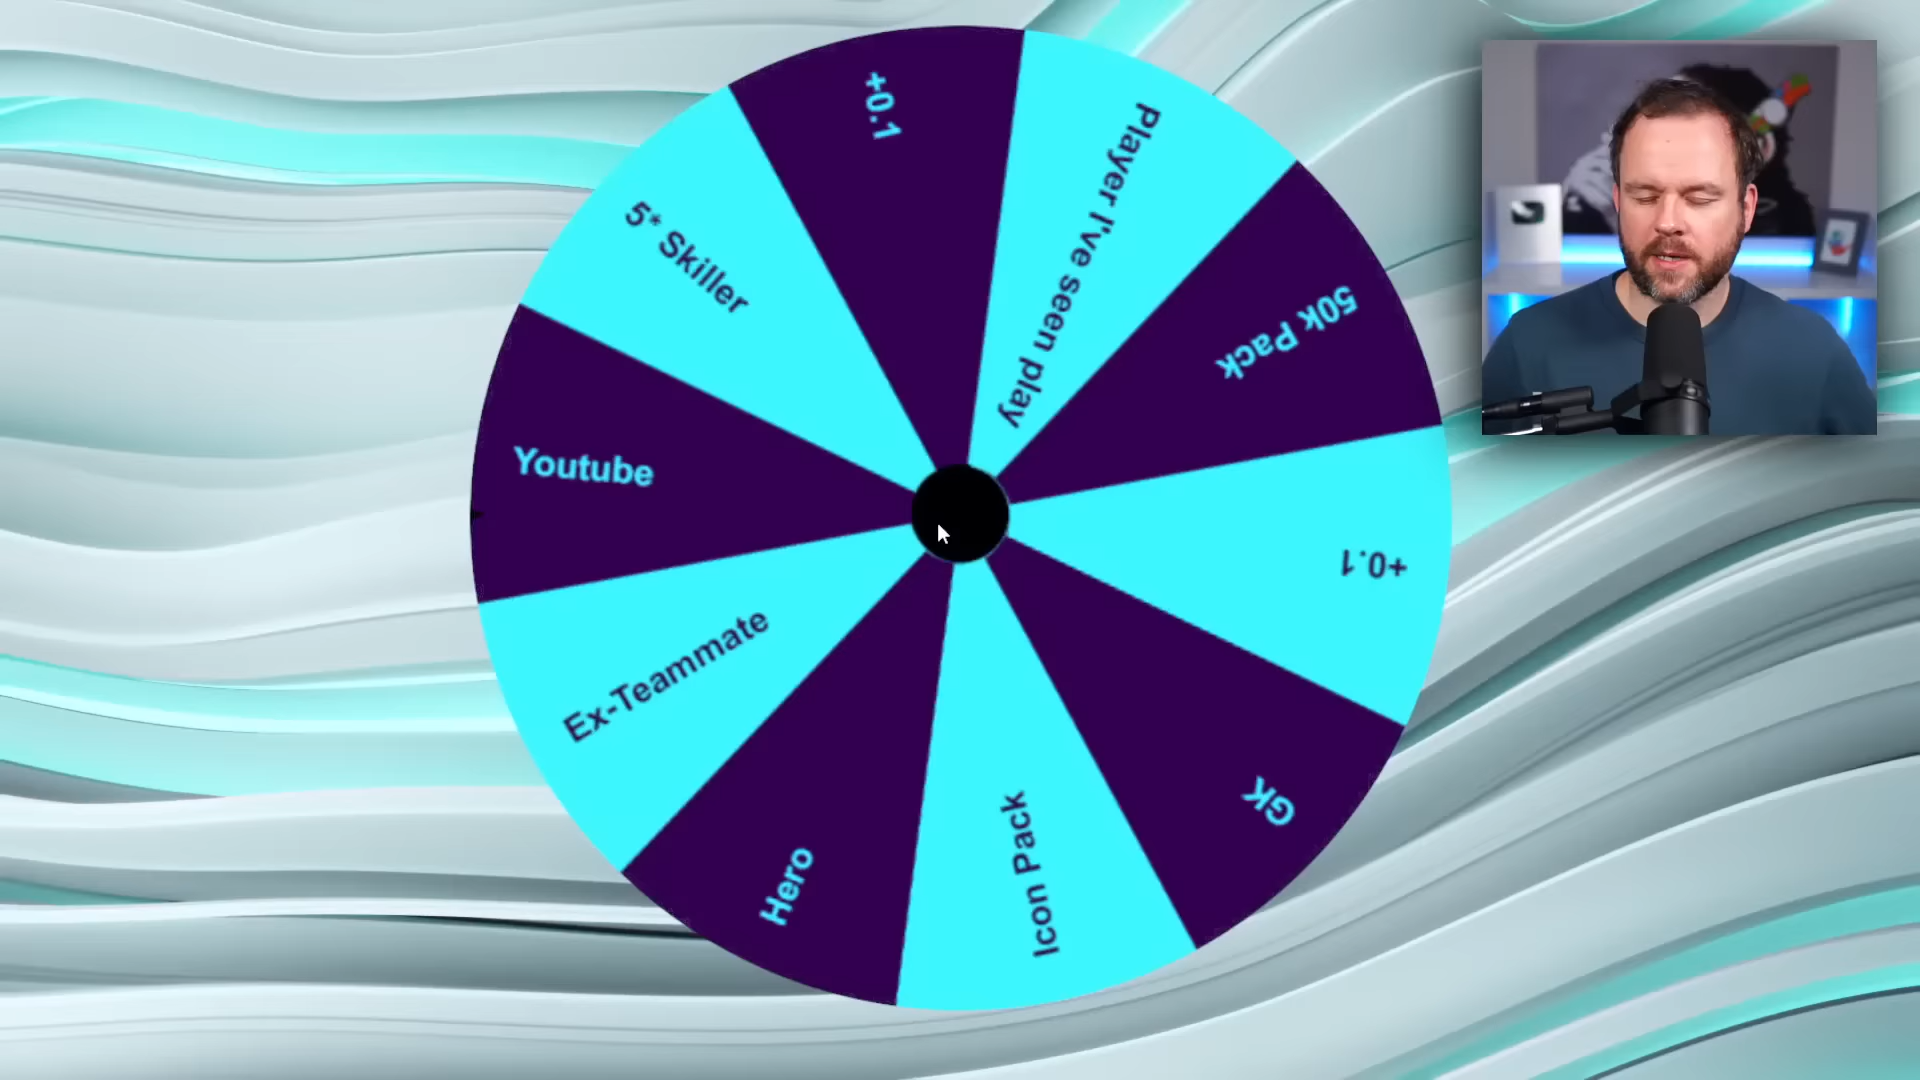 +0.1
Player I've seen play
50k Pack
+0.1
GK
Icon Pack
Hero
Ex-Teammate
Youtube
5* Skiller